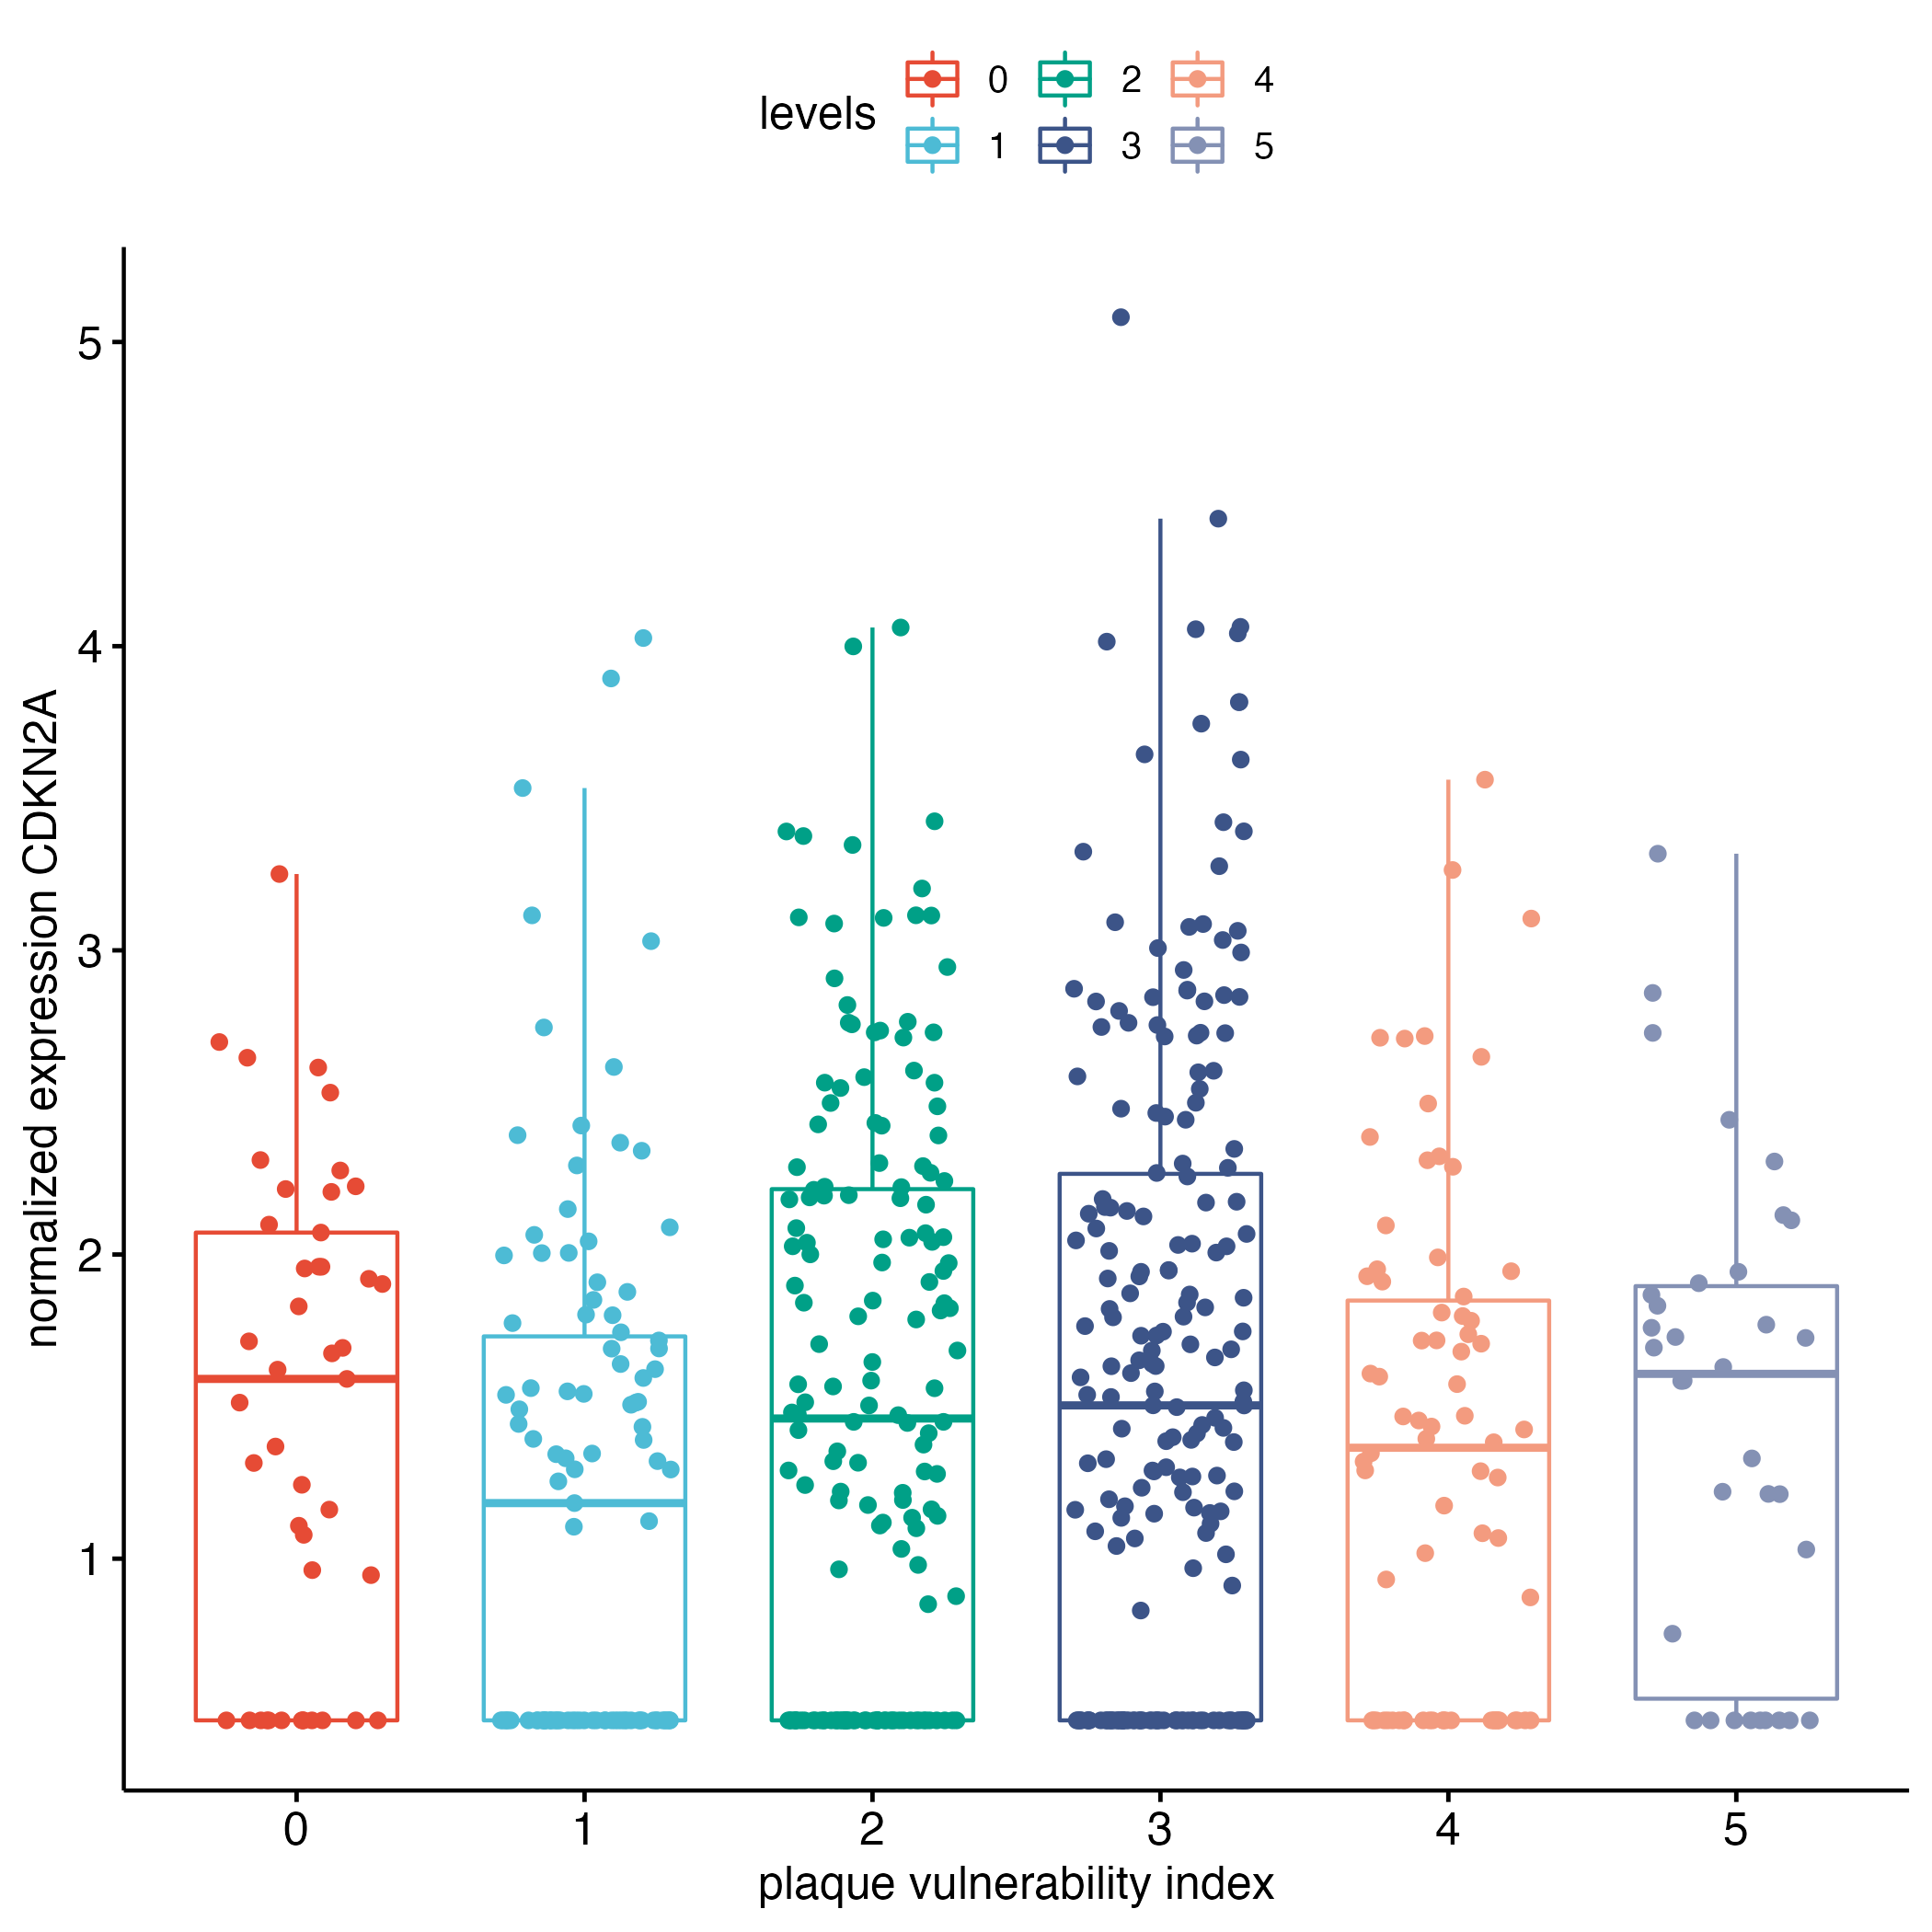 levels
0 2 4
1 3 5
normalized expression CDKN2A
5
4
3
2
1
0 1 2 3 4 5
plaque vulnerability index